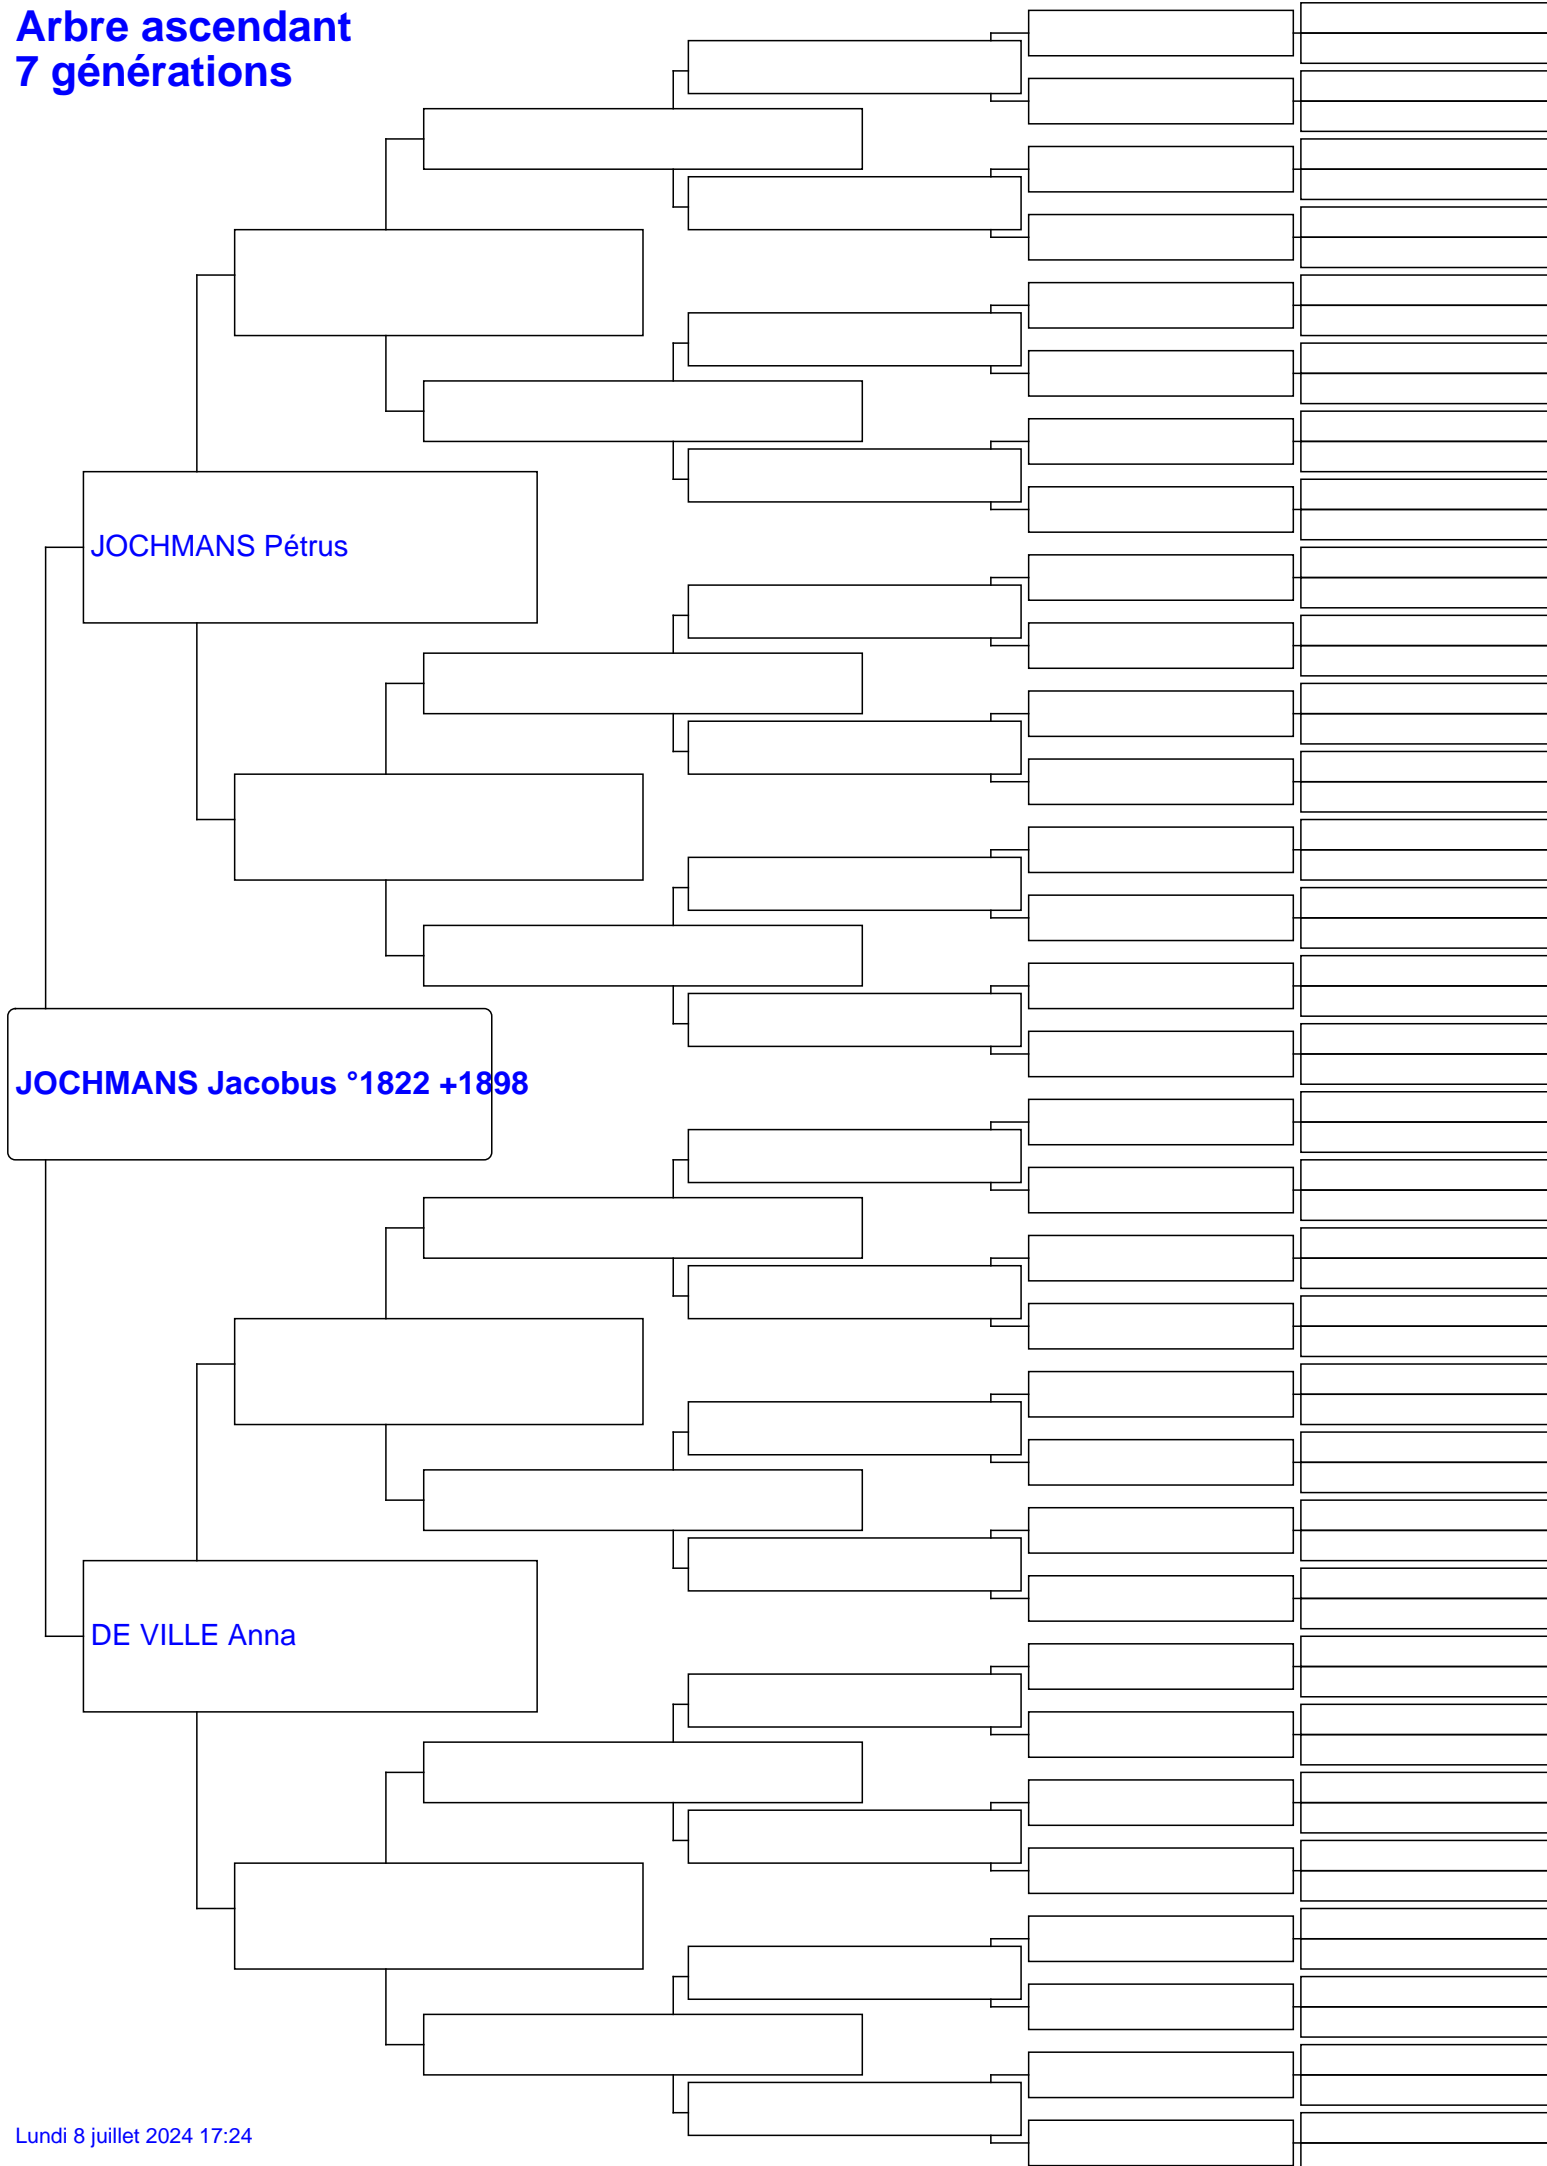 Arbre ascendant
7 générations
JOCHMANS Pétrus
JOCHMANS Jacobus °1822 +1898
DE VILLE Anna
Lundi 8 juillet 2024 17:24